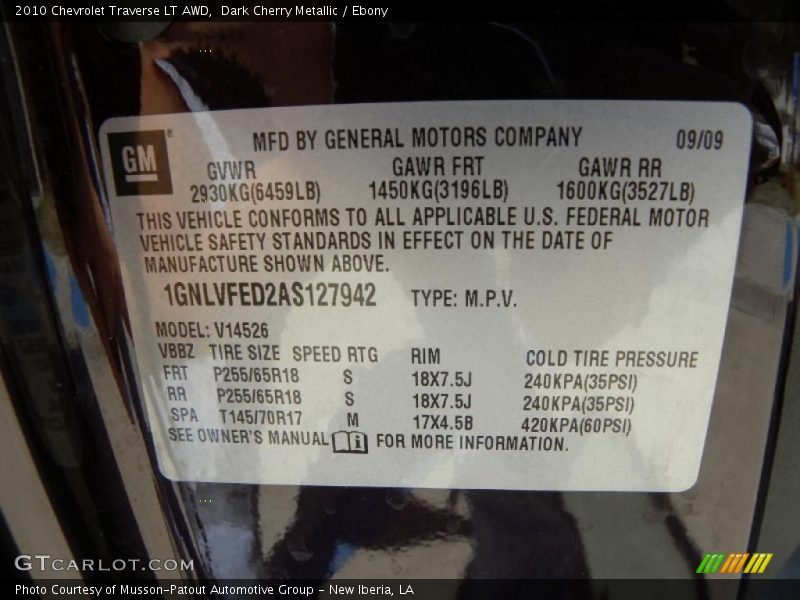 2010 Chevrolet Traverse LT AWD, Dark Cherry Metallic / Ebony
GM
MFD BY GENERAL MOTORS COMPANY 09/09
GVWR GAWR FRT GAWR RR
2930KG(6459LB) 1450KG(3196LB) 1600KG(3527LB)
THIS VEHICLE CONFORMS TO ALL APPLICABLE U.S. FEDERAL MOTOR
VEHICLE SAFETY STANDARDS IN EFFECT ON THE DATE OF
MANUFACTURE SHOWN ABOVE.
1GNLVFED2AS127942 TYPE: M.P.V.
MODEL: V14526
VBBZ TIRE SIZE SPEED RTG RIM COLD TIRE PRESSURE
FRT P255/65R18 S 18X7.5J 240KPA(35PSI)
RR P255/65R18 S 18X7.5J 240KPA(35PSI)
SPA T145/70R17 M 17X4.5B 420KPA(60PSI)
SEE OWNER'S MANUAL FOR MORE INFORMATION.
GTCARLOT.COM
Photo Courtesy of Musson-Patout Automotive Group - New Iberia, LA